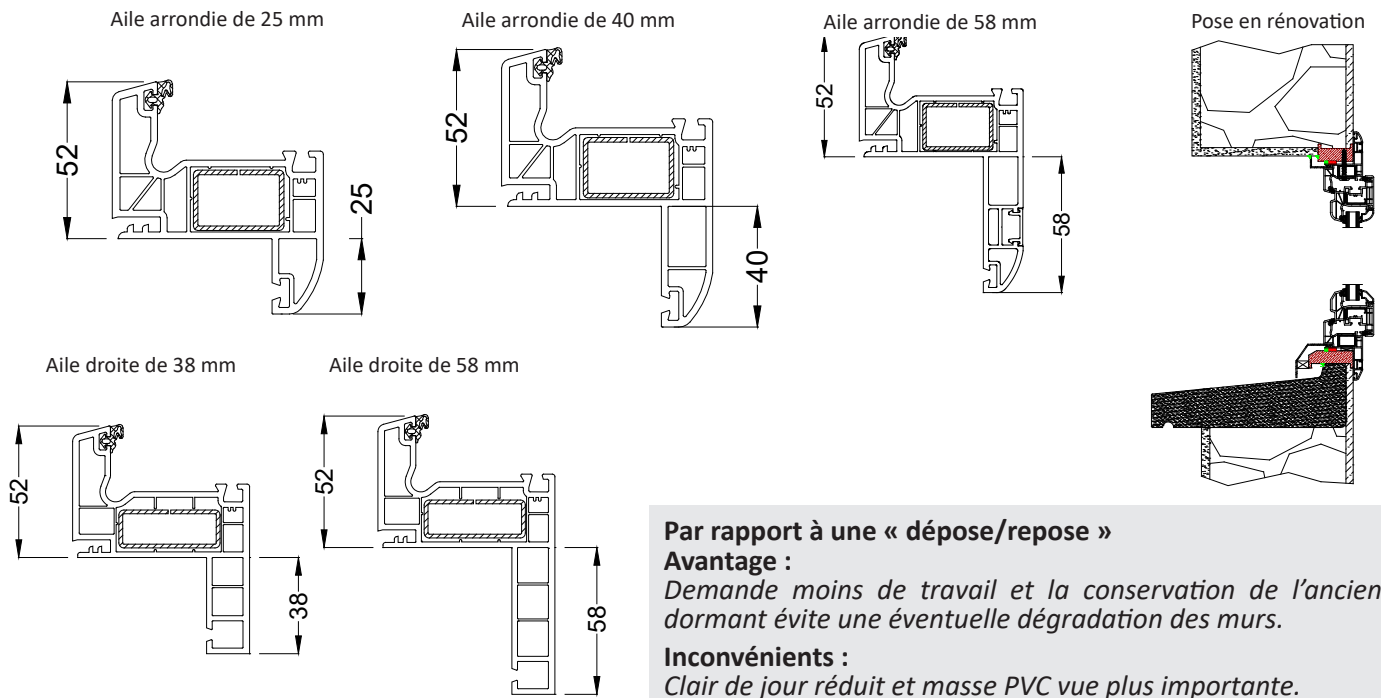 Aile arrondie de 25 mm
Aile arrondie de 40 mm
Aile arrondie de 58 mm
Pose en rénovation
52
25
52
40
52
58
Aile droite de 38 mm
Aile droite de 58 mm
52
38
52
58
Par rapport à une « dépose/repose »
Avantage :
Demande moins de travail et la conservation de l’ancien
dormant évite une éventuelle dégradation des murs.
Inconvénients :
Clair de jour réduit et masse PVC vue plus importante.